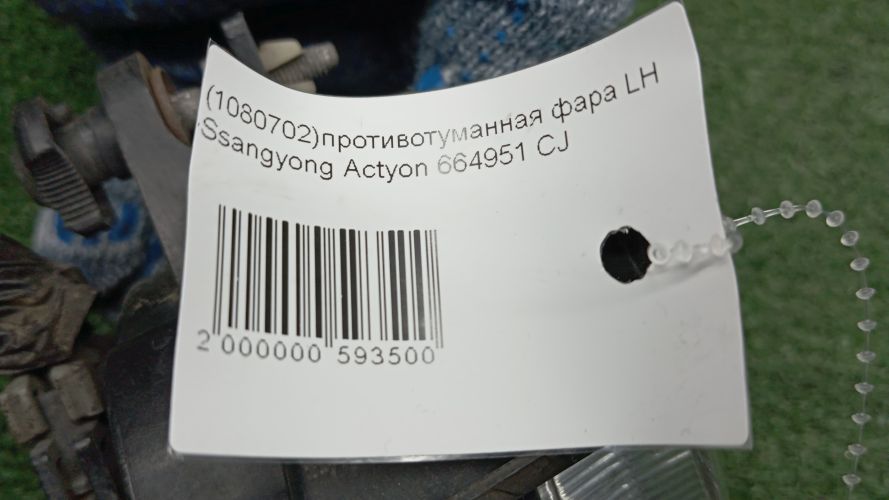 (1080702)противотуманная фара LH
Ssangyong Actyon 664951 CJ
2 000000 593500